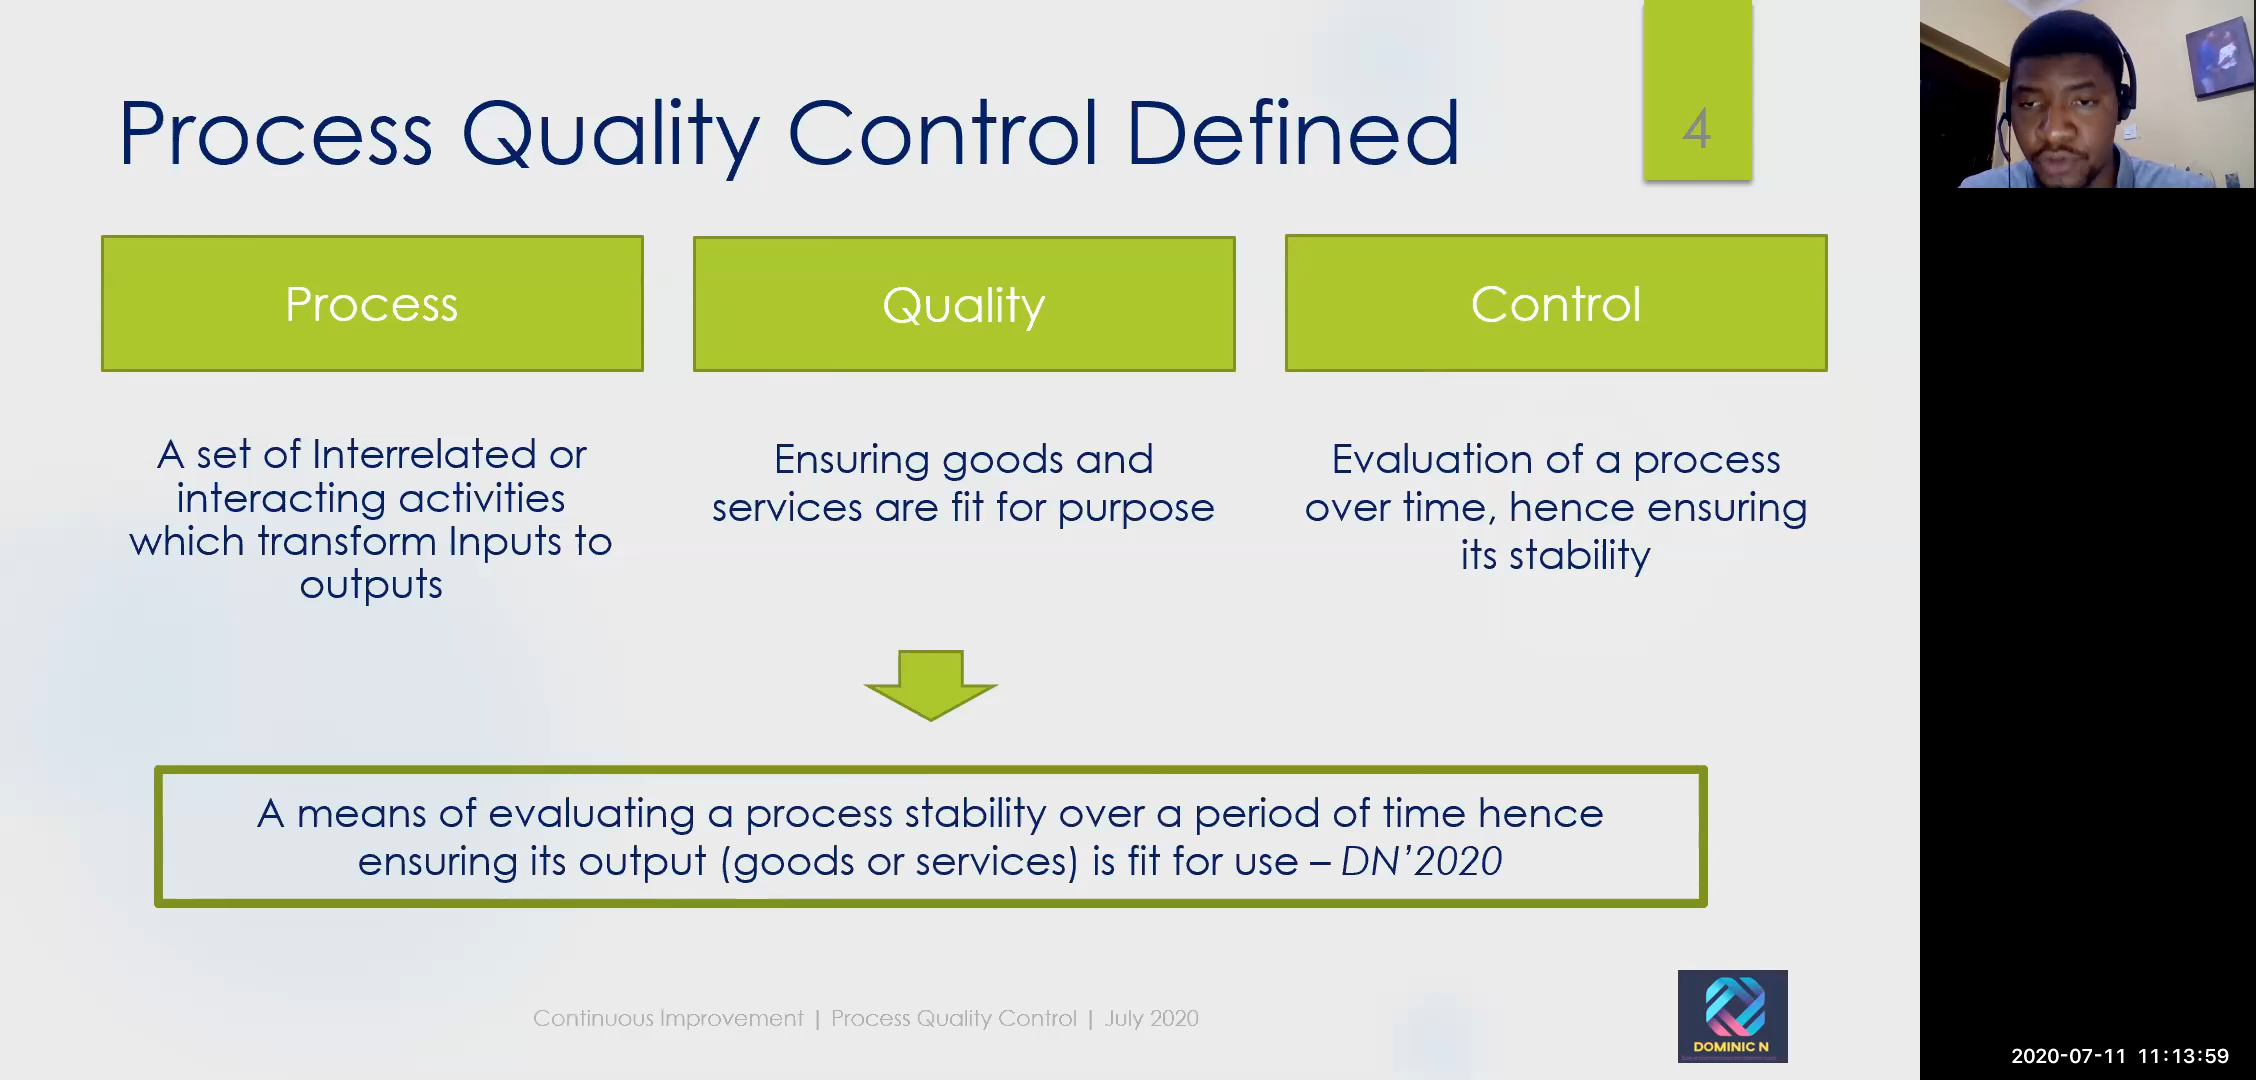 Process Quality Control Defined
4
Process
Quality
Control
A set of Interrelated or
interacting activities
which transform Inputs to
outputs
Ensuring goods and
services are fit for purpose
Evaluation of a process
over time, hence ensuring
its stability
A means of evaluating a process stability over a period of time hence
ensuring its output (goods or services) is fit for use – DN’2020
Continuous Improvement | Process Quality Control | July 2020
DOMINIC N
2020-07-11 11:13:59